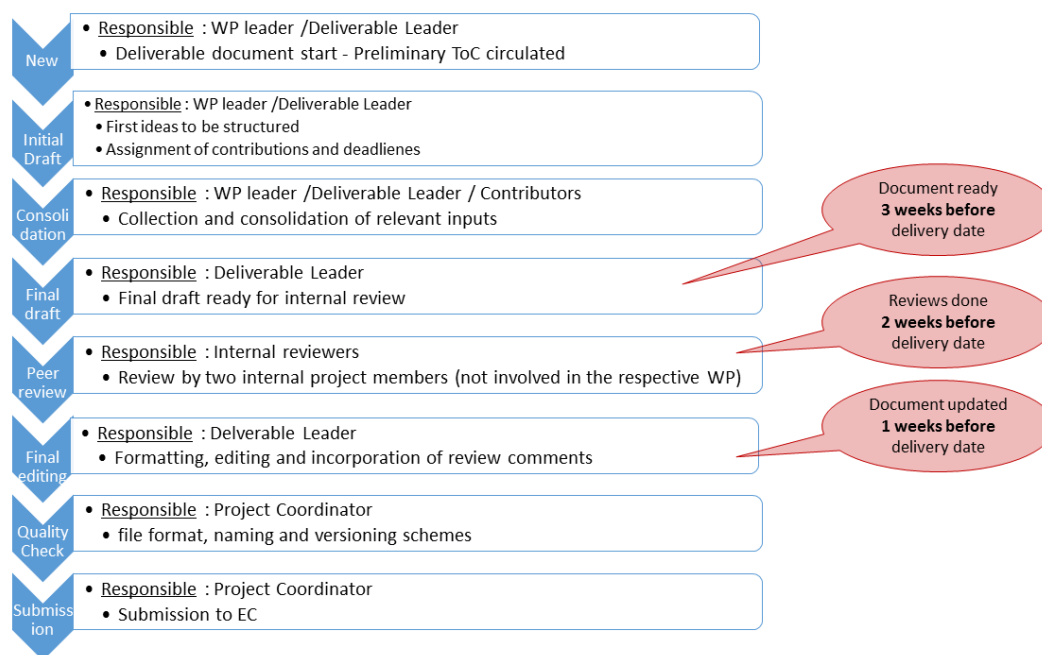 New
• Responsible : WP leader /Deliverable Leader
• Deliverable document start - Preliminary ToC circulated
Initial
Draft
• Responsible : WP leader /Deliverable Leader
• First ideas to be structured
• Assignment of contributions and deadlienes
Consoli
dation
• Responsible : WP leader /Deliverable Leader / Contributors
• Collection and consolidation of relevant inputs
Document ready
3 weeks before
delivery date
Final
draft
• Responsible : Deliverable Leader
• Final draft ready for internal review
Reviews done
2 weeks before
delivery date
Peer
review
• Responsible : Internal reviewers
• Review by two internal project members (not involved in the respective WP)
Document updated
1 weeks before
delivery date
Final
editing
• Responsible : Delverable Leader
• Formatting, editing and incorporation of review comments
Quality
Check
• Responsible : Project Coordinator
• file format, naming and versioning schemes
Submiss
ion
• Responsible : Project Coordinator
• Submission to EC